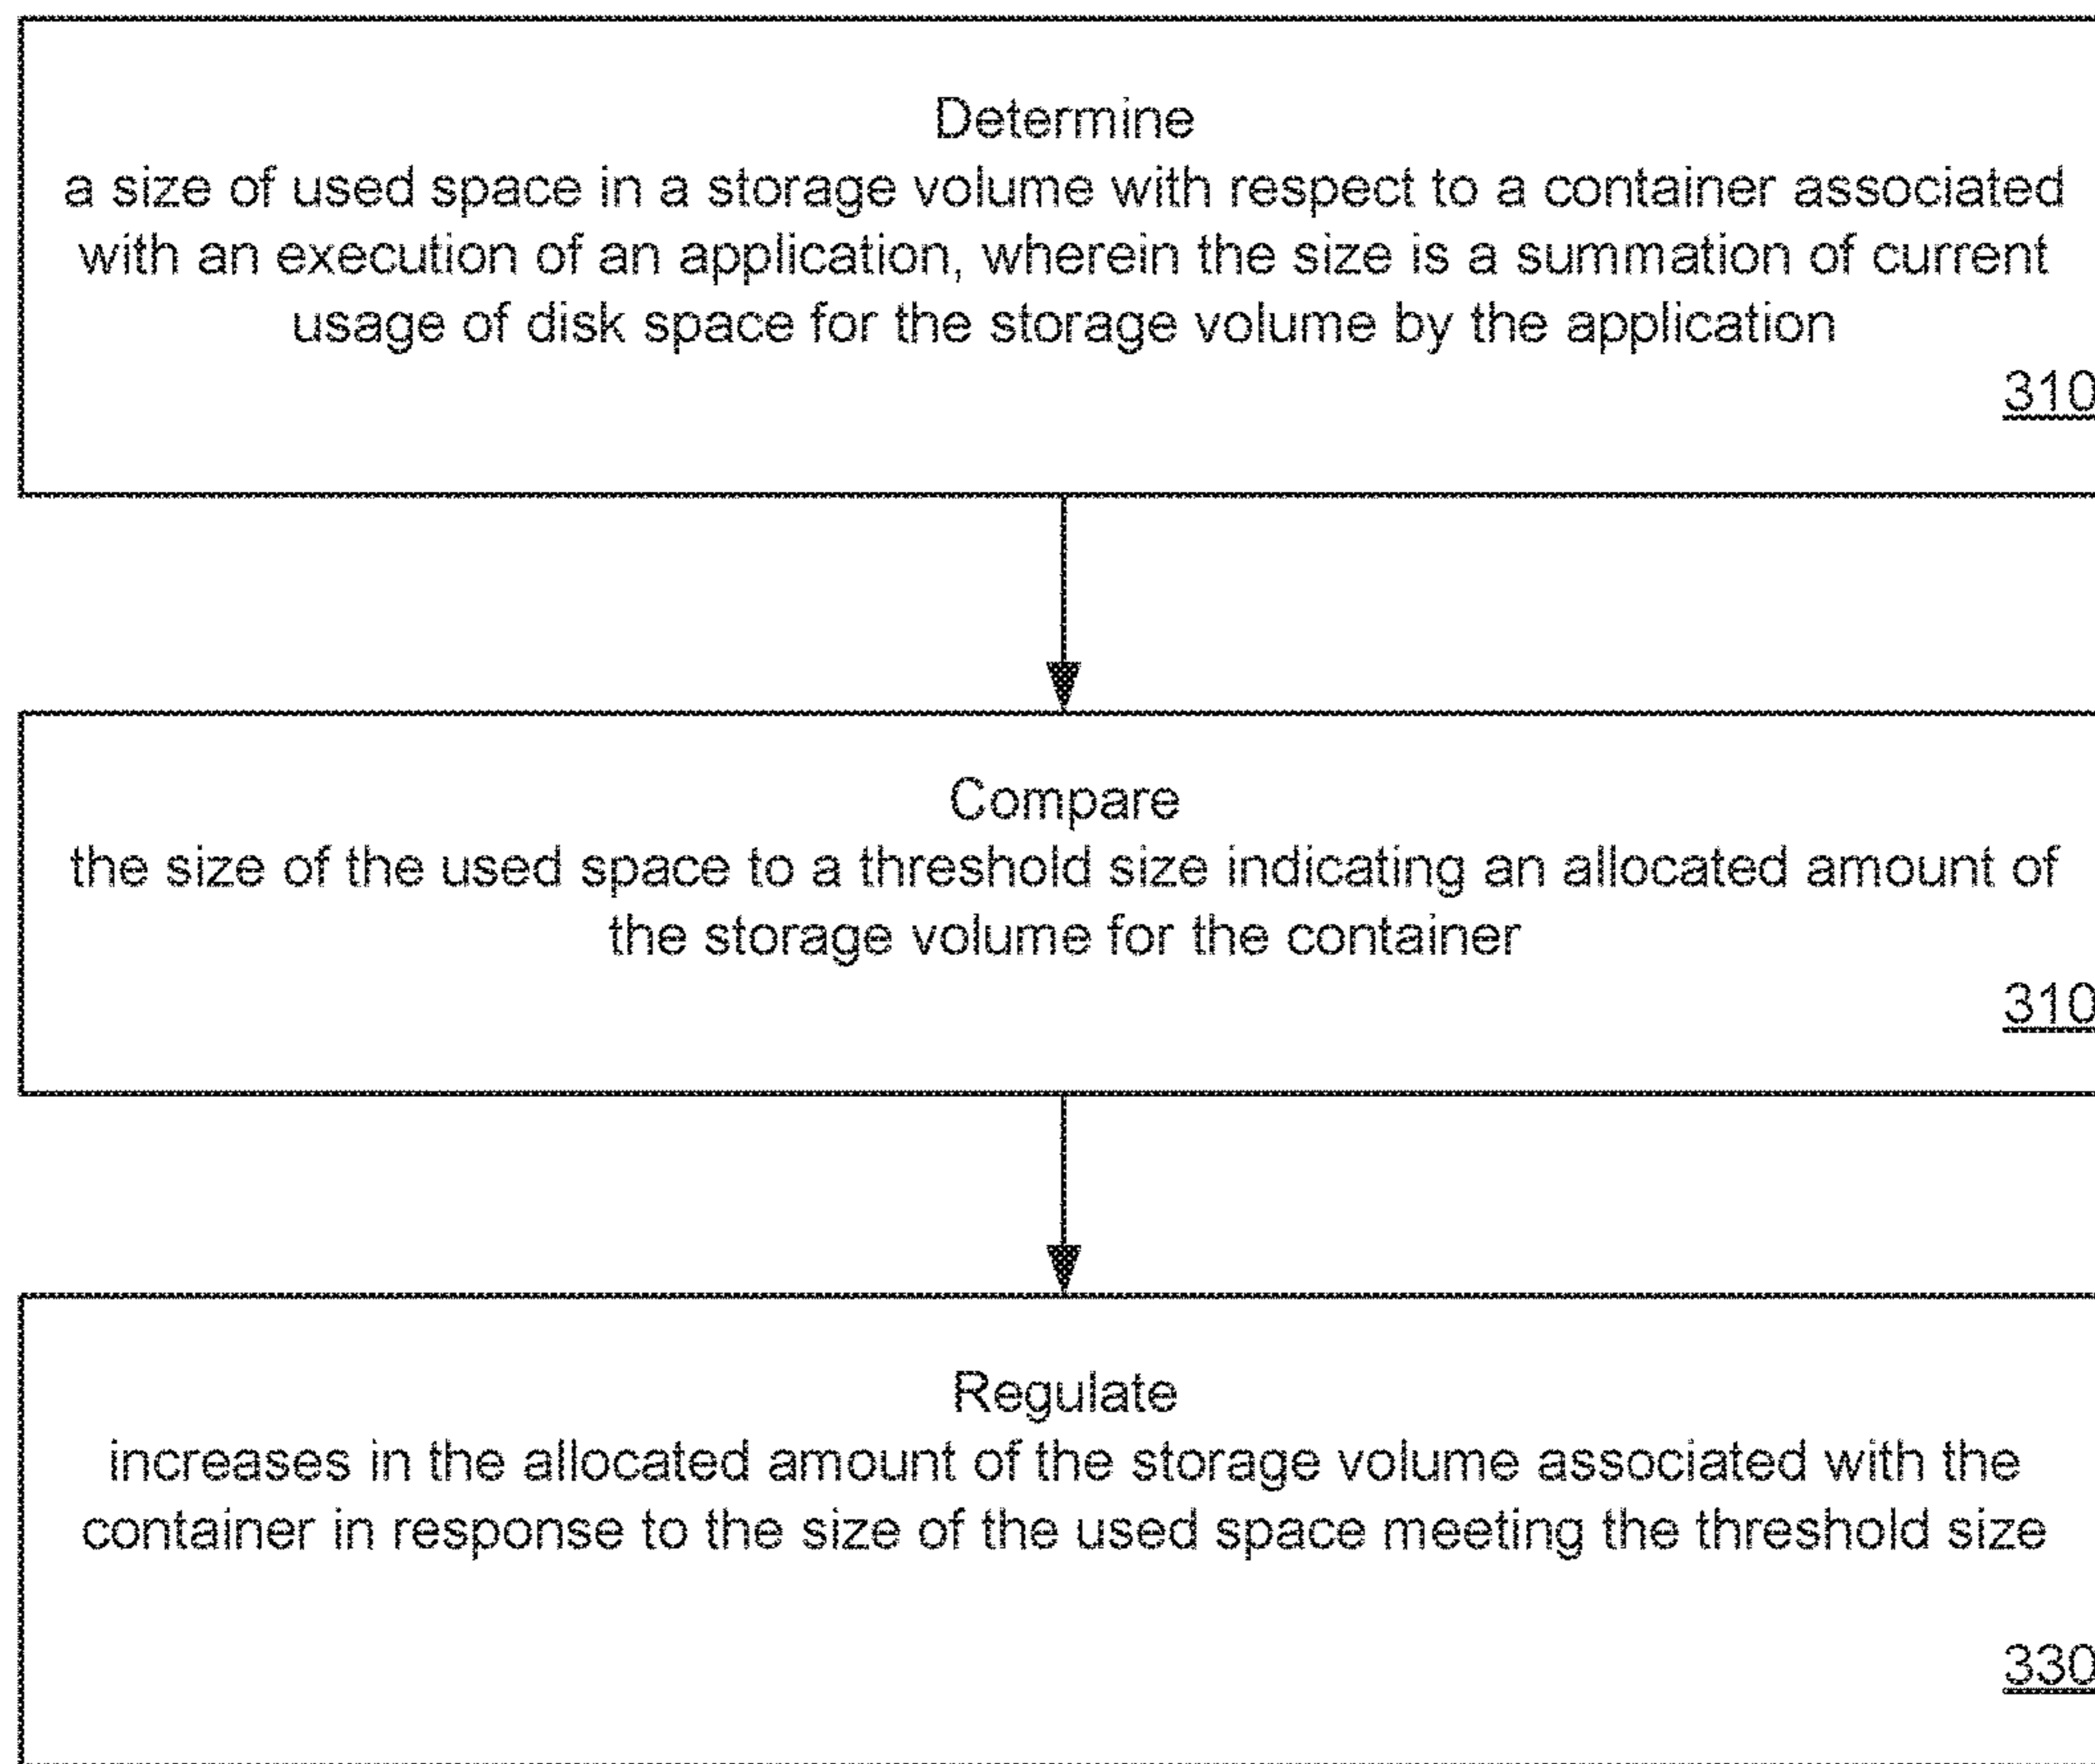 Determine
a size of used space in a storage volume with respect to a container associated
with an execution of an application, wherein the size is a summation of current
usage of disk space for the storage volume by the application
310
Compare
the size of the used space to a threshold size indicating an allocated amount of
the storage volume for the container
310
Regulate
increases in the allocated amount of the storage volume associated with the
container in response to the size of the used space meeting the threshold size
330